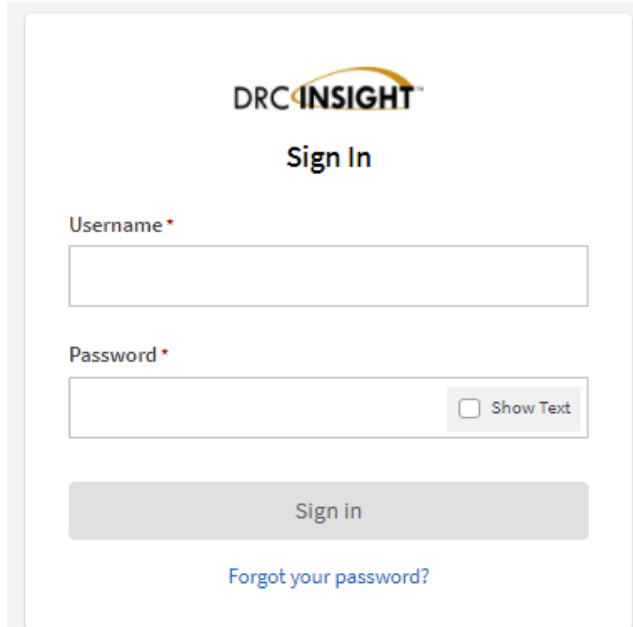 DRC INSIGHT™
Sign In
Username *
Password *
Show Text
Sign in
Forgot your password?